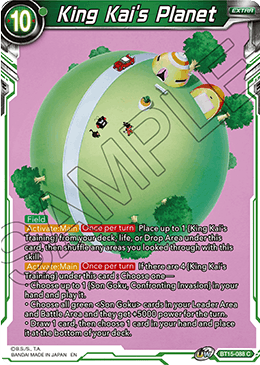 10
King Kai's Planet
EXTRA
SAMPLE
Field
Activate:Main Once per turn Place up to 1 {King Kai's
Training} from your deck, life, or Drop Area under this
card, then shuffle any areas you looked through with this
skill.
Activate:Main Once per turn If there are 4 {King Kai's
Training} under this card: Choose one—
• Choose up to 1 {Son Goku, Confronting Invasion} in your
hand and play it.
• Choose all green <Son Goku> cards in your Leader Area
and Battle Area and they get +5000 power for the turn.
• Draw 1 card, then choose 1 card in your hand and place
it at the bottom of your deck.
©B.S./S., T.A.
BANDAI MADE IN JAPAN EN
BT15-088 C